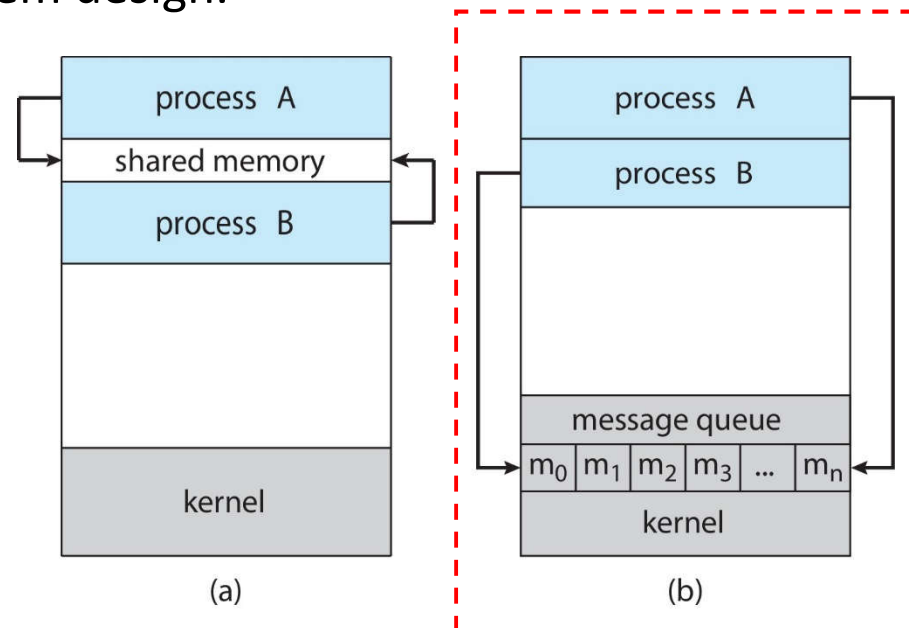 em design.
process A
shared memory
process B
kernel
(a)
process A
process B
message queue
m0 m1 m2 m3 ... mn
kernel
(b)